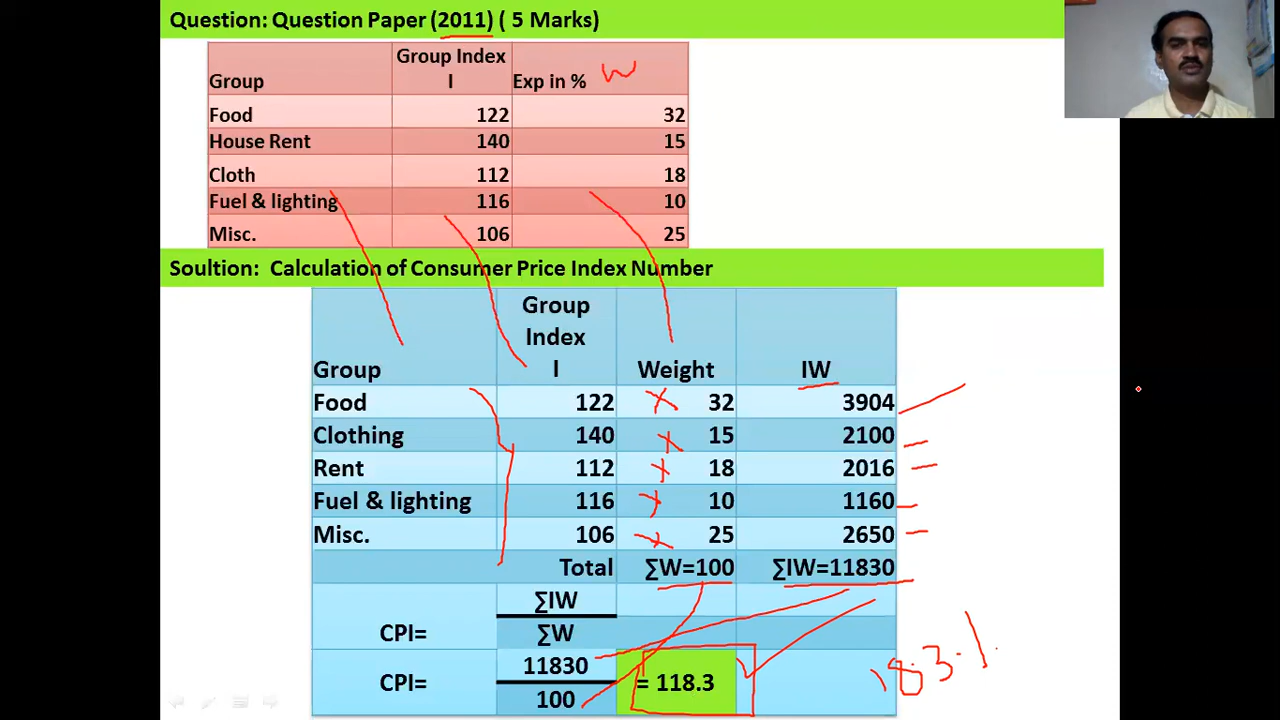 Question: Question Paper (2011) ( 5 Marks)
Group Group Index I Exp in % W
Food 122 32
House Rent 140 15
Cloth 112 18
Fuel & lighting 116 10
Misc. 106 25
Soultion: Calculation of Consumer Price Index Number
Group Group Index I Weight IW
Food 122 × 32 3904
Clothing 140 × 15 2100
Rent 112 × 18 2016
Fuel & lighting 116 × 10 1160
Misc. 106 × 25 2650
Total ∑W=100 ∑IW=11830
CPI= ∑IW
∑W
CPI= 11830
100
= 118.3